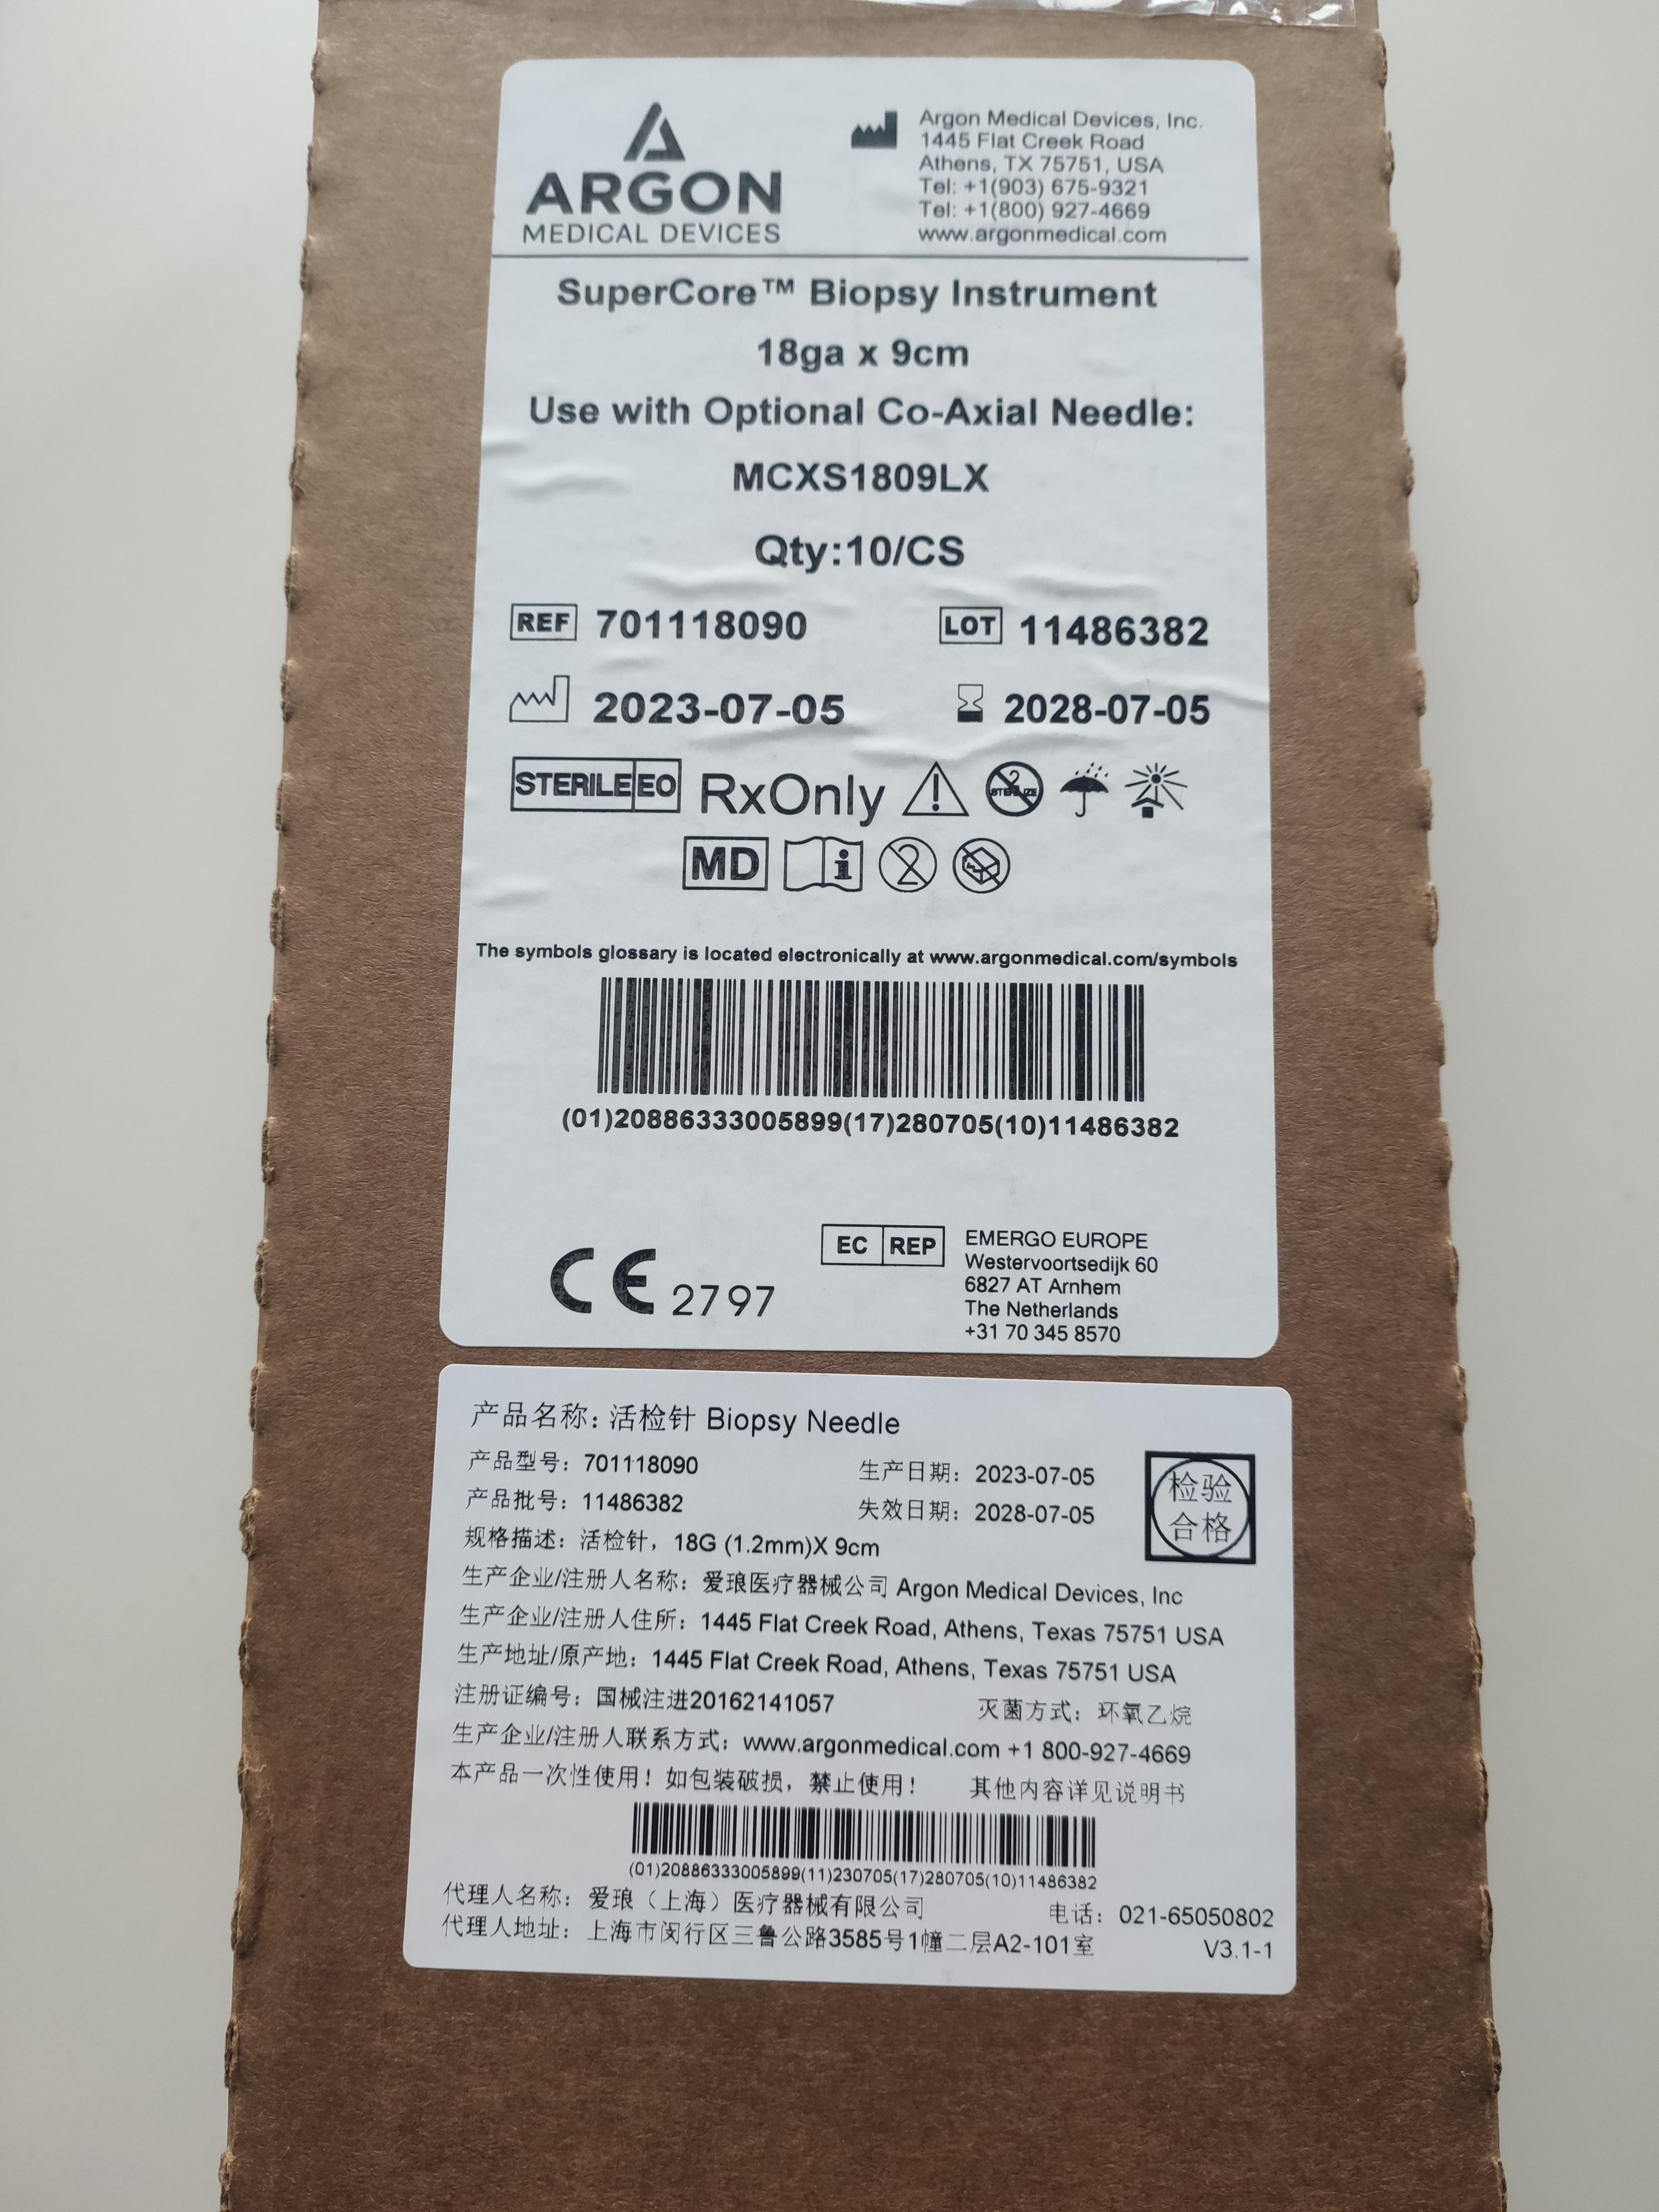 ARGON
MEDICAL DEVICES
Argon Medical Devices, Inc.
1445 Flat Creek Road
Athens, TX 75751, USA
Tel: +1(903) 675-9321
Tel: +1(800) 927-4669
www.argonmedical.com
SuperCore™ Biopsy Instrument
18ga x 9cm
Use with Optional Co-Axial Needle:
MCXS1809LX
Qty:10/CS
REF 701118090
LOT 11486382
2023-07-05
2028-07-05
STERILE EO RxOnly
2 STERILIZE
MD i 2
The symbols glossary is located electronically at www.argonmedical.com/symbols
(01)20886333005899(17)280705(10)11486382
CE 2797
EC REP
EMERGO EUROPE
Westervoortsedijk 60
6827 AT Arnhem
The Netherlands
+31 70 345 8570
产品名称: 活检针 Biopsy Needle
产品型号: 701118090 生产日期: 2023-07-05
产品批号: 11486382 失效日期: 2028-07-05
检验
合格
规格描述: 活检针, 18G (1.2mm)X 9cm
生产企业/注册人名称: 爱琅医疗器械公司 Argon Medical Devices, Inc
生产企业/注册人住所: 1445 Flat Creek Road, Athens, Texas 75751 USA
生产地址/原产地: 1445 Flat Creek Road, Athens, Texas 75751 USA
注册证编号: 国械注进20162141057 灭菌方式: 环氧乙烷
生产企业/注册人联系方式: www.argonmedical.com +1 800-927-4669
本产品一次性使用! 如包装破损, 禁止使用! 其他内容详见说明书
(01)20886333005899(11)230705(17)280705(10)11486382
代理人名称: 爱琅（上海）医疗器械有限公司 电话: 021-65050802
代理人地址: 上海市闵行区三鲁公路3585号1幢二层A2-101室 V3.1-1